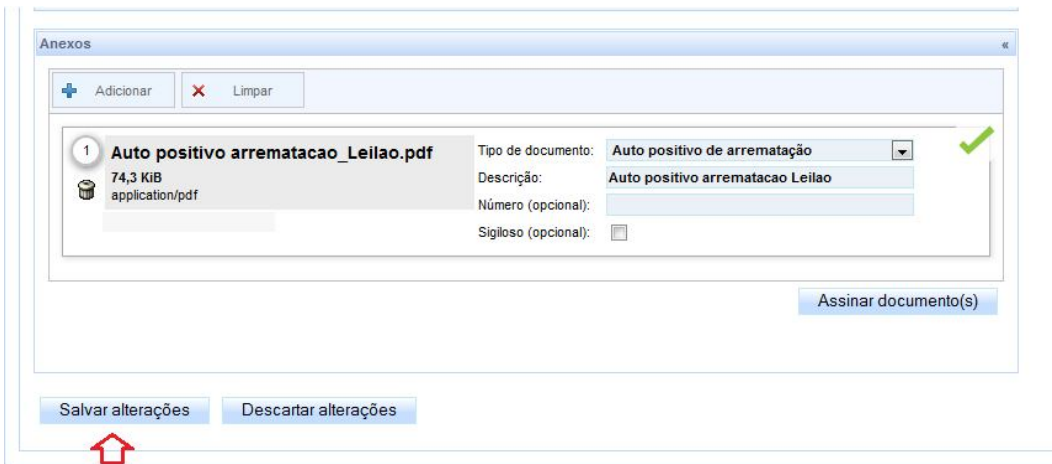 Anexos «
Adicionar Limpar
1 Auto positivo arrematacao_Leilao.pdf
74,3 KiB
application/pdf
Tipo de documento: Auto positivo de arrematação
Descrição: Auto positivo arrematacao Leilao
Número (opcional):
Sigiloso (opcional):
Assinar documento(s)
Salvar alterações Descartar alterações